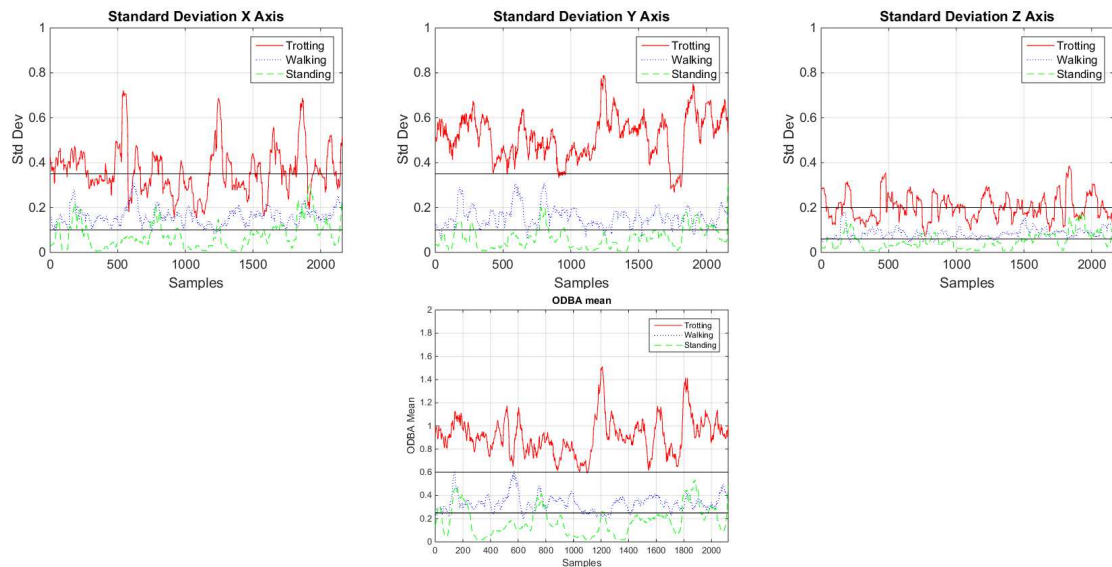 Standard Deviation X Axis
1
0.8
0.6
0.4
0.2
0
Std Dev
Trotting
Walking
Standing
0 500 1000 1500 2000
Samples
Standard Deviation Y Axis
1
0.8
0.6
0.4
0.2
0
Std Dev
Trotting
Walking
Standing
0 500 1000 1500 2000
Samples
Standard Deviation Z Axis
1
0.8
0.6
0.4
0.2
0
Std Dev
Trotting
Walking
Standing
0 500 1000 1500 2000
Samples
ODBA mean
2
1.8
1.6
1.4
1.2
1
0.8
0.6
0.4
0.2
0
ODBA Mean
Trotting
Walking
Standing
0 200 400 600 800 1000 1200 1400 1600 1800 2000
Samples